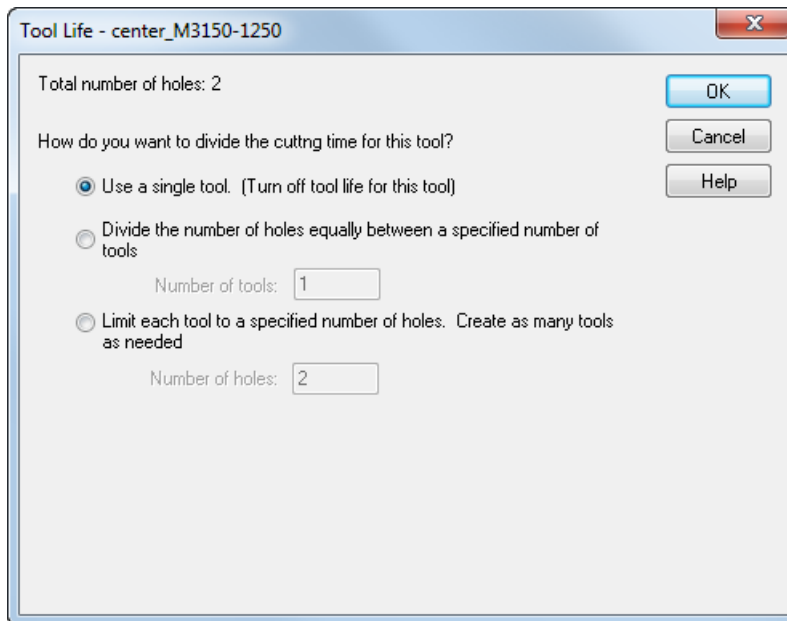 Tool Life - center_M3150-1250
Total number of holes: 2
OK
How do you want to divide the cuttng time for this tool?
Cancel
Use a single tool.  (Turn off tool life for this tool)
Help
Divide the number of holes equally between a specified number of
tools
Number of tools: 1
Limit each tool to a specified number of holes.  Create as many tools
as needed
Number of holes: 2